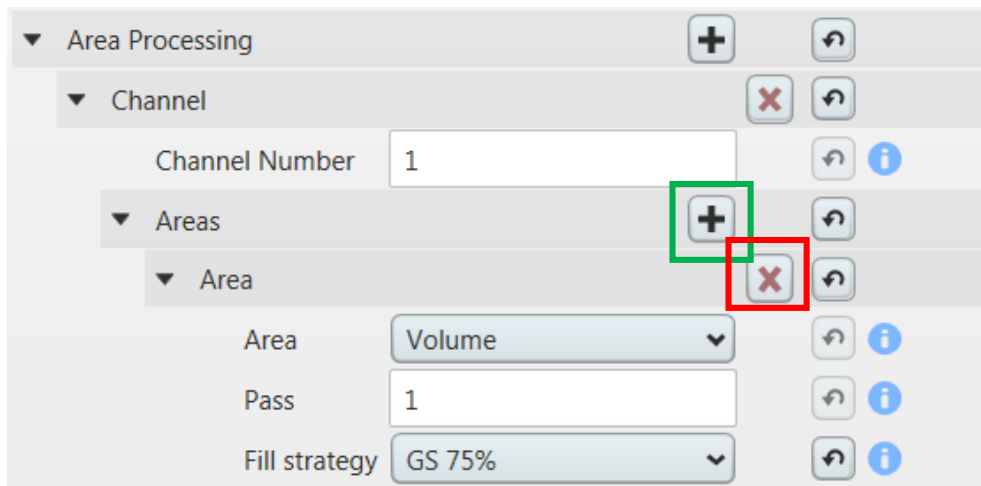 Area Processing
Channel
Channel Number 1
Areas
Area
Area Volume
Pass 1
Fill strategy GS 75%